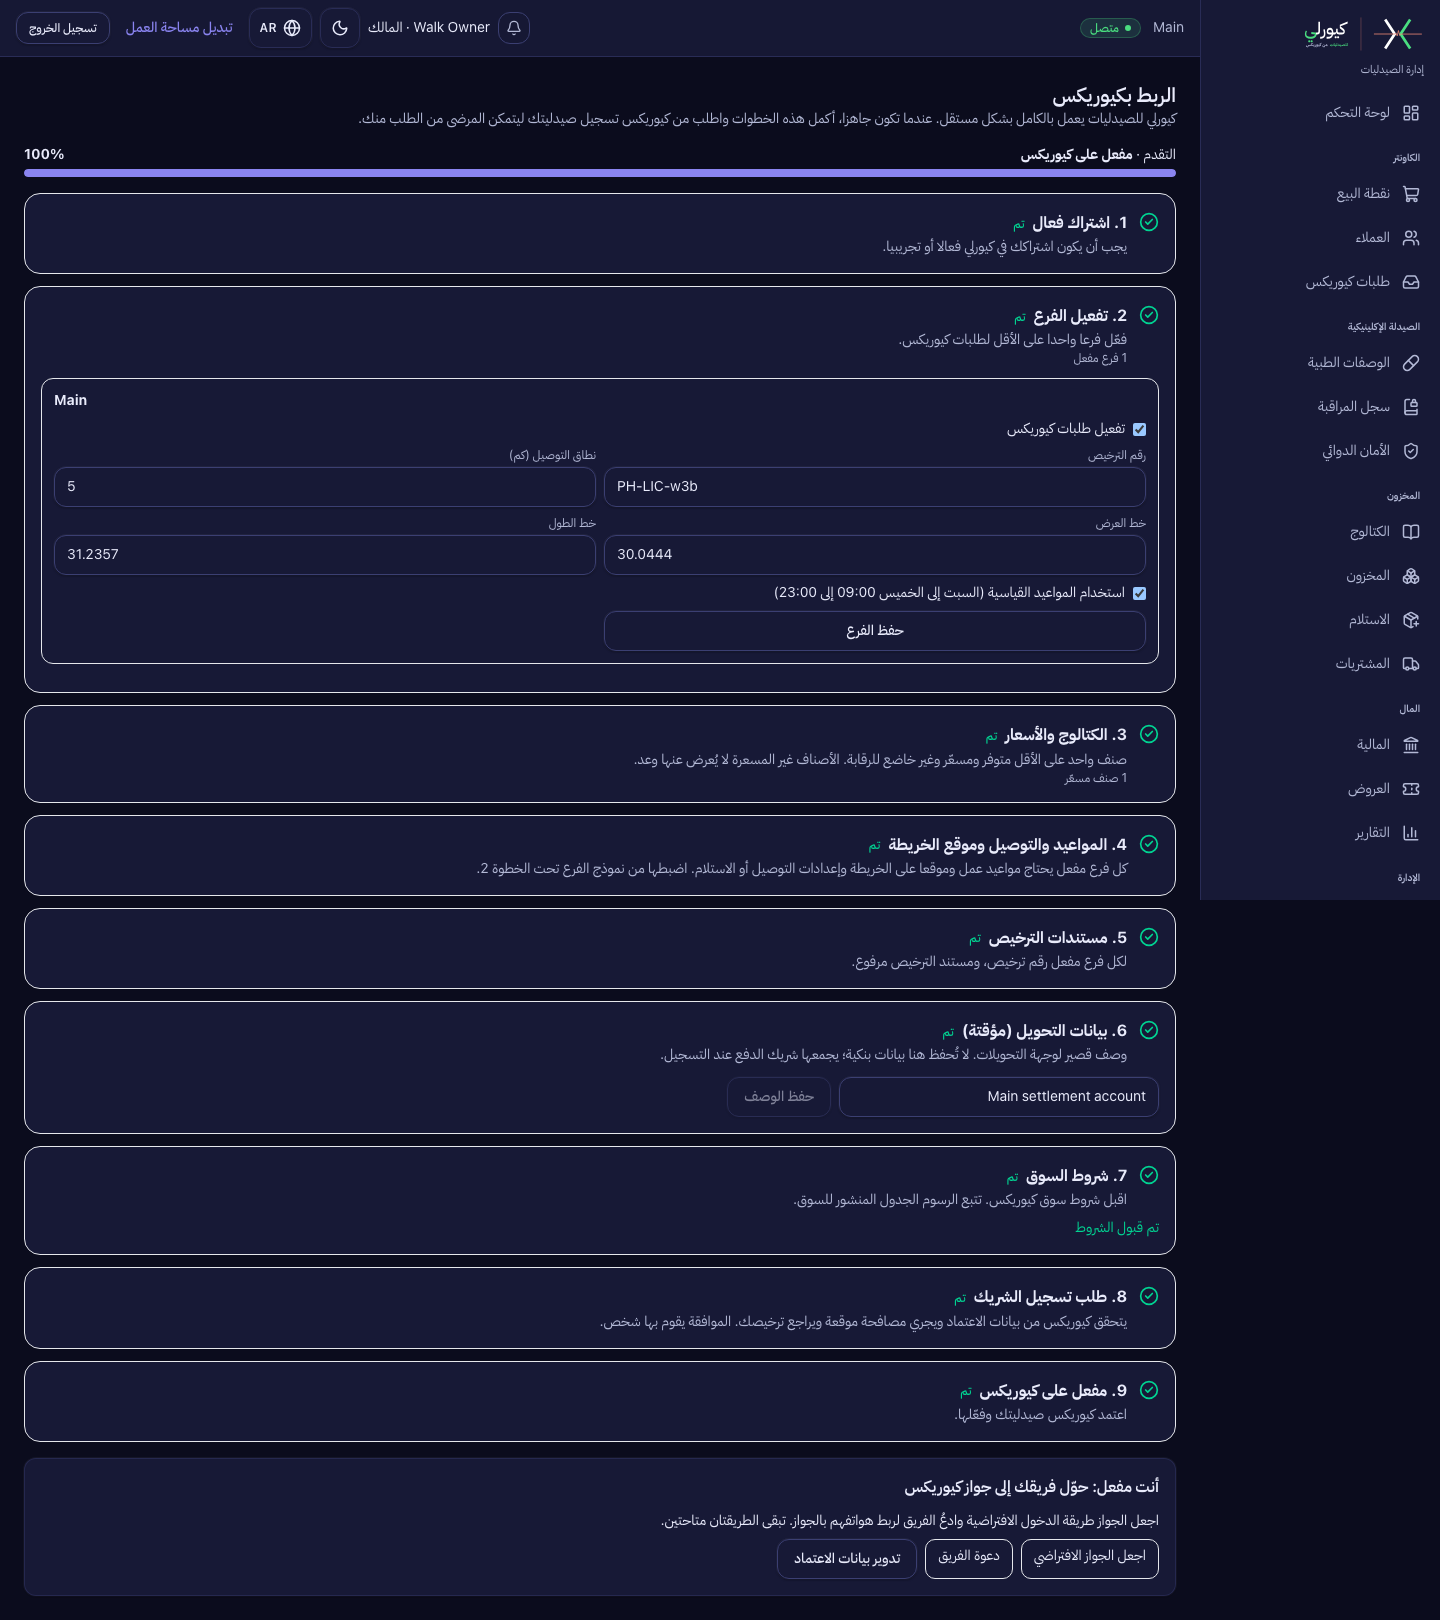 كيورلي
إدارة الصيدليات
لوحة التحكم
الكاونتر
نقطة البيع
العملاء
طلبات كيوريكس
الصيدلة الإكلينيكية
الوصفات الطبية
سجل المراقبة
الأمان الدوائي
المخزون
الكتالوج
المخزون
الاستلام
المشتريات
المال
المالية
العروض
التقارير
الإدارة
Main
متصل
Walk Owner · المالك
AR
تبديل مساحة العمل
تسجيل الخروج
الربط بكيوريكس
كيورلي للصيدليات يعمل بالكامل بشكل مستقل. عندما تكون جاهزا، أكمل هذه الخطوات واطلب من كيوريكس تسجيل صيدليتك ليتمكن المرضى من الطلب منك.
التقدم · مفعل على كيوريكس
100%
1. اشتراك فعال تم
يجب أن يكون اشتراكك في كيورلي فعالا أو تجريبيا.
2. تفعيل الفرع تم
فعّل فرعا واحدا على الأقل لطلبات كيوريكس.
1 فرع مفعل
Main
تفعيل طلبات كيوريكس
رقم الترخيص
نطاق التوصيل (كم)
PH-LIC-w3b
5
خط العرض
خط الطول
30.0444
31.2357
استخدام المواعيد القياسية (السبت إلى الخميس 09:00 إلى 23:00)
حفظ الفرع
3. الكتالوج والأسعار تم
صنف واحد على الأقل متوفر ومسعّر وغير خاضع للرقابة. الأصناف غير المسعرة لا يُعرض عنها وعد.
1 صنف مسعّر
4. المواعيد والتوصيل وموقع الخريطة تم
كل فرع مفعل يحتاج مواعيد عمل وموقعا على الخريطة وإعدادات التوصيل أو الاستلام. اضبطها من نموذج الفرع تحت الخطوة 2.
5. مستندات الترخيص تم
لكل فرع مفعل رقم ترخيص، ومستند الترخيص مرفوع.
6. بيانات التحويل (مؤقتة) تم
وصف قصير لوجهة التحويلات. لا تُحفظ هنا بيانات بنكية؛ يجمعها شريك الدفع عند التسجيل.
Main settlement account
حفظ الوصف
7. شروط السوق تم
اقبل شروط سوق كيوريكس. تتبع الرسوم الجدول المنشور للسوق.
تم قبول الشروط
8. طلب تسجيل الشريك تم
يتحقق كيوريكس من بيانات الاعتماد ويجري مصافحة موقعة ويراجع ترخيصك. الموافقة يقوم بها شخص.
9. مفعل على كيوريكس تم
اعتمد كيوريكس صيدليتك وفعّلها.
أنت مفعل: حوّل فريقك إلى جواز كيوريكس
اجعل الجواز طريقة الدخول الافتراضية وادعُ الفريق لربط هواتفهم بالجواز. تبقى الطريقتان متاحتين.
اجعل الجواز الافتراضي
دعوة الفريق
تدوير بيانات الاعتماد